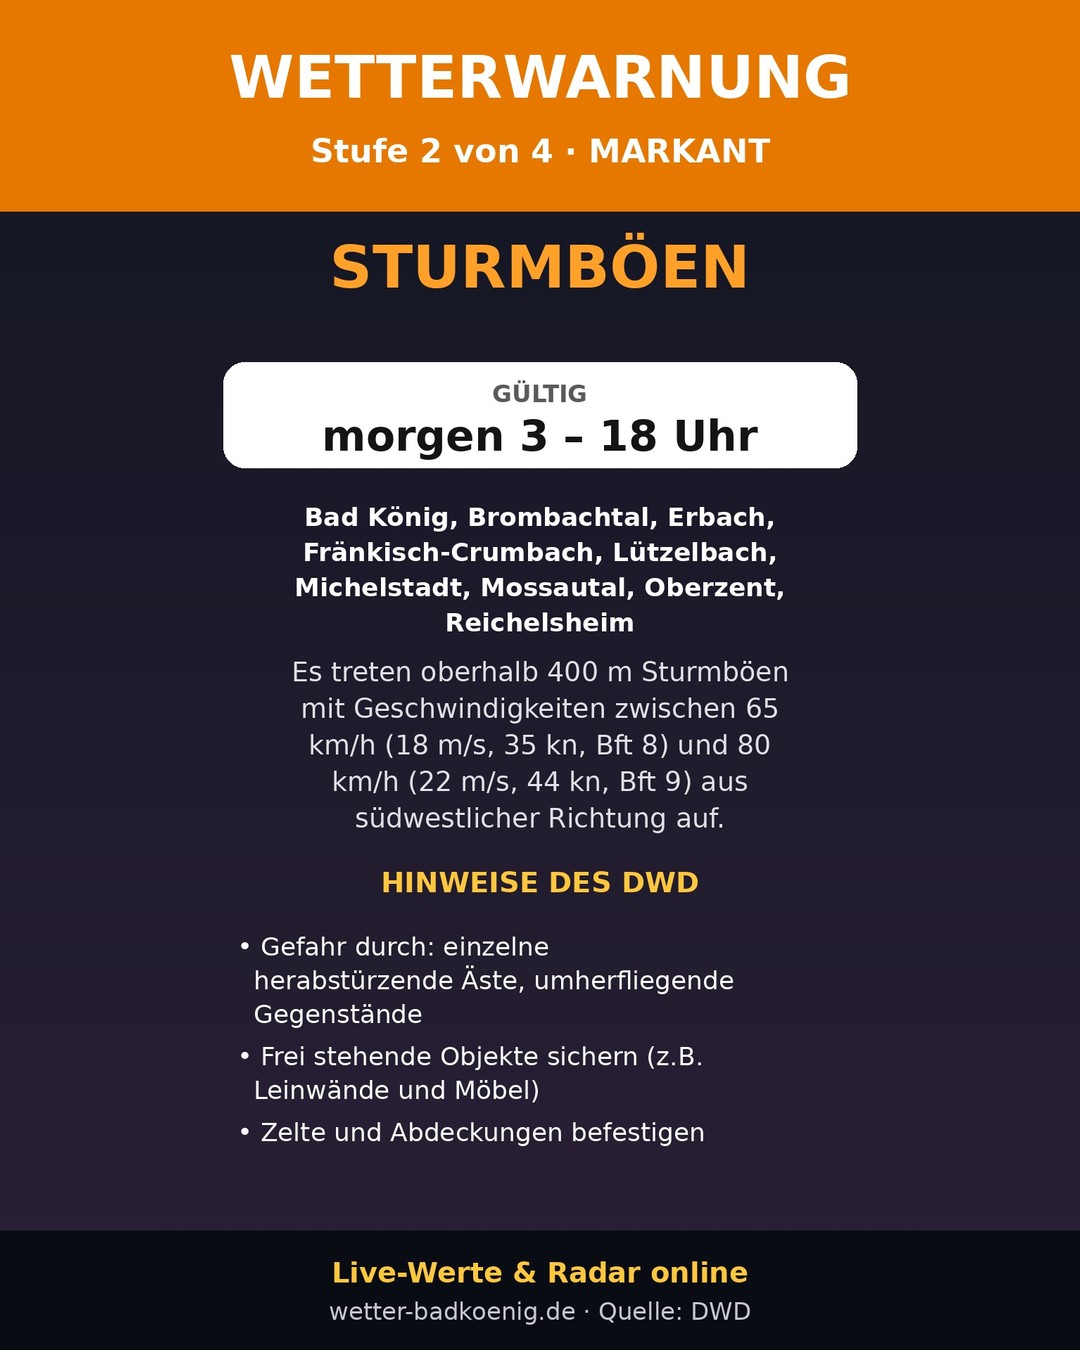 WETTERWARNUNG
Stufe 2 von 4 · MARKANT
STURMBÖEN
GÜLTIG
morgen 3 – 18 Uhr
Bad König, Brombachtal, Erbach,
Fränkisch-Crumbach, Lützelbach,
Michelstadt, Mossautal, Oberzent,
Reichelsheim
Es treten oberhalb 400 m Sturmböen
mit Geschwindigkeiten zwischen 65
km/h (18 m/s, 35 kn, Bft 8) und 80
km/h (22 m/s, 44 kn, Bft 9) aus
südwestlicher Richtung auf.
HINWEISE DES DWD
• Gefahr durch: einzelne
herabstürzende Äste, umherfliegende
Gegenstände
• Frei stehende Objekte sichern (z.B.
Leinwände und Möbel)
• Zelte und Abdeckungen befestigen
Live-Werte & Radar online
wetter-badkoenig.de · Quelle: DWD